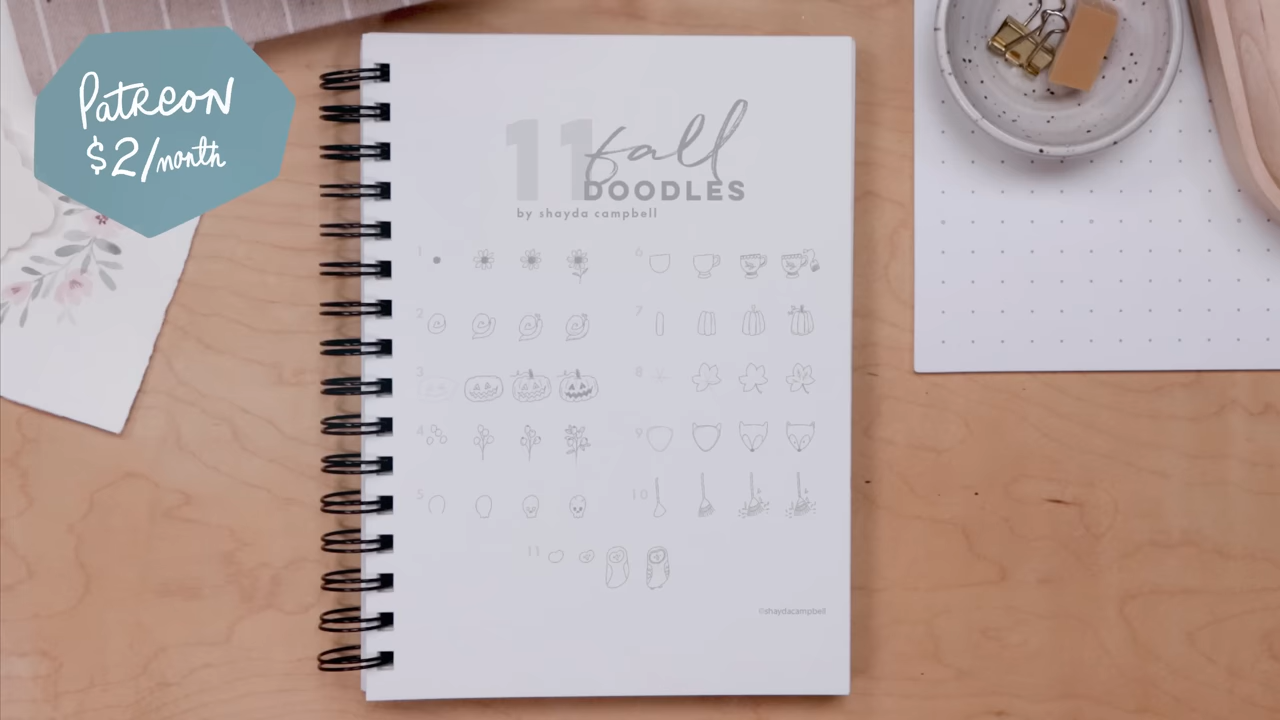 PATREON
$2/month
11 fall
DOODLES
by shayda campbell
1
6
2
7
3
8
4
9
5
10
11
©shaydacampbell